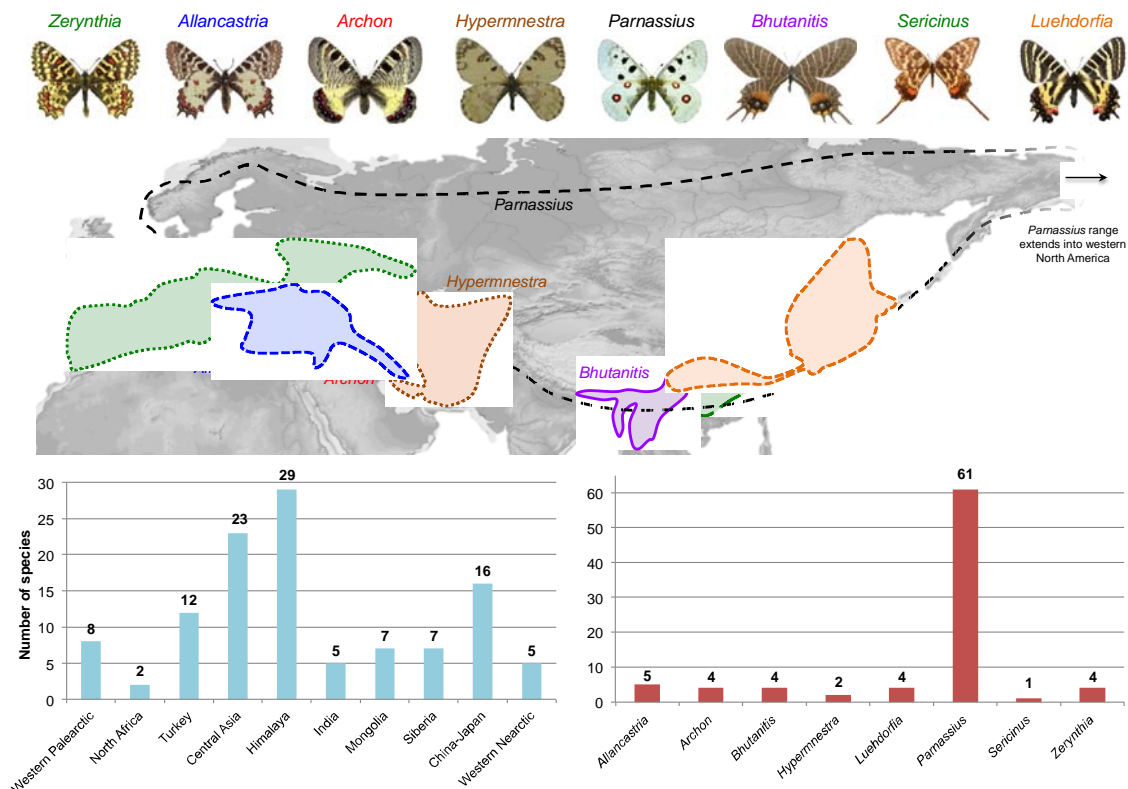 Zerynthia
Allancastria
Archon
Hypermnestra
Parnassius
Bhutanitis
Sericinus
Luehdorfia
Parnassius
Parnassius range
extends into western
North America
Hypermnestra
Archon
Bhutanitis
Number of species
30
25
20
15
10
5
0
8
2
12
23
29
5
7
7
16
5
Western Palearctic
North Africa
Turkey
Central Asia
Himalaya
India
Mongolia
Siberia
China-Japan
Western Nearctic
60
50
40
30
20
10
0
5
4
4
2
4
61
1
4
Allancastria
Archon
Bhutanitis
Hypermnestra
Luehdorfia
Parnassius
Sericinus
Zerynthia